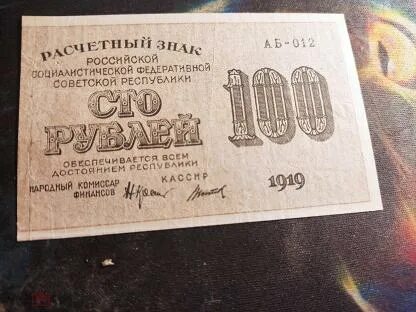 РАСЧЕТНЫЙ ЗНАК
РОССИЙСКОЙ
СОЦИАЛИСТИЧЕСКОЙ ФЕДЕРАТИВНОЙ
СОВЕТСКОЙ РЕСПУБЛИКИ
СТО
РУБЛЕЙ
ОБЕСПЕЧИВАЕТСЯ ВСЕМ
ДОСТОЯНИЕМ РЕСПУБЛИКИ
НАРОДНЫЙ КОМИССАР
ФИНАНСОВ
КАССИР
АБ-012
100
1919